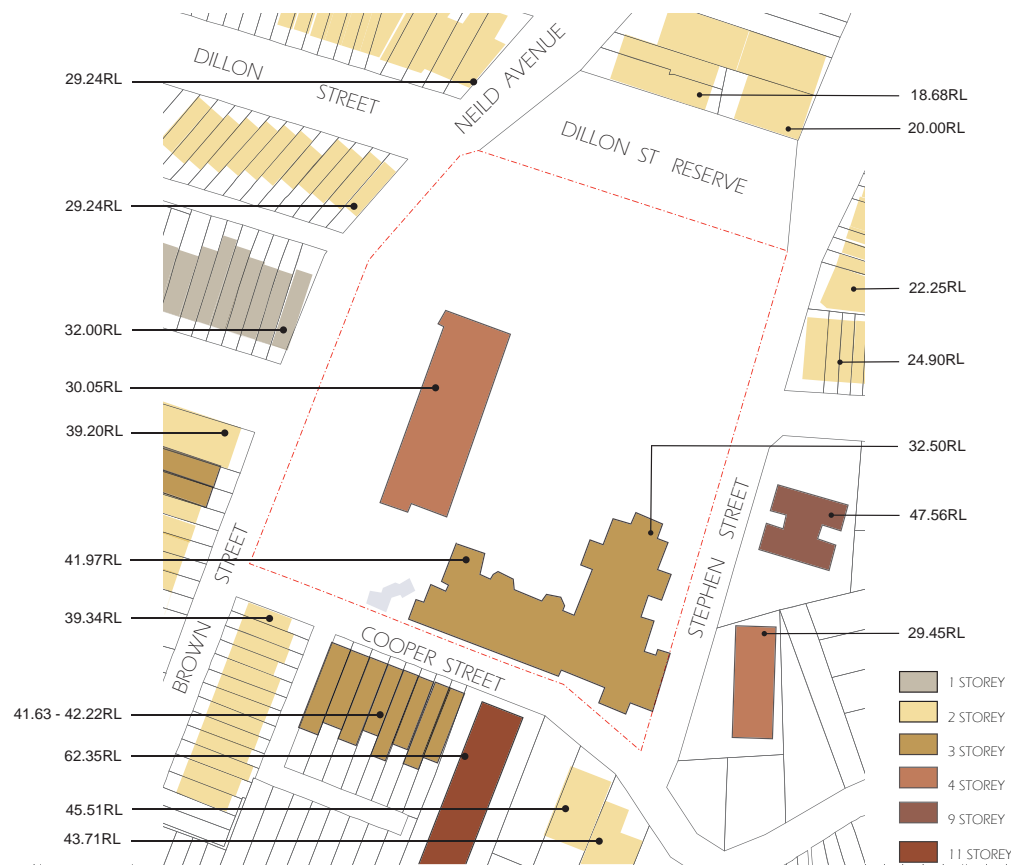 DILLON
STREET
NEILD AVENUE
DILLON ST RESERVE
29.24RL
29.24RL
32.00RL
30.05RL
39.20RL
41.97RL
39.34RL
41.63 - 42.22RL
62.35RL
45.51RL
43.71RL
18.68RL
20.00RL
22.25RL
24.90RL
32.50RL
47.56RL
29.45RL
BROWN STREET
COOPER STREET
STEPHEN STREET
1 STOREY
2 STOREY
3 STOREY
4 STOREY
9 STOREY
11 STOREY